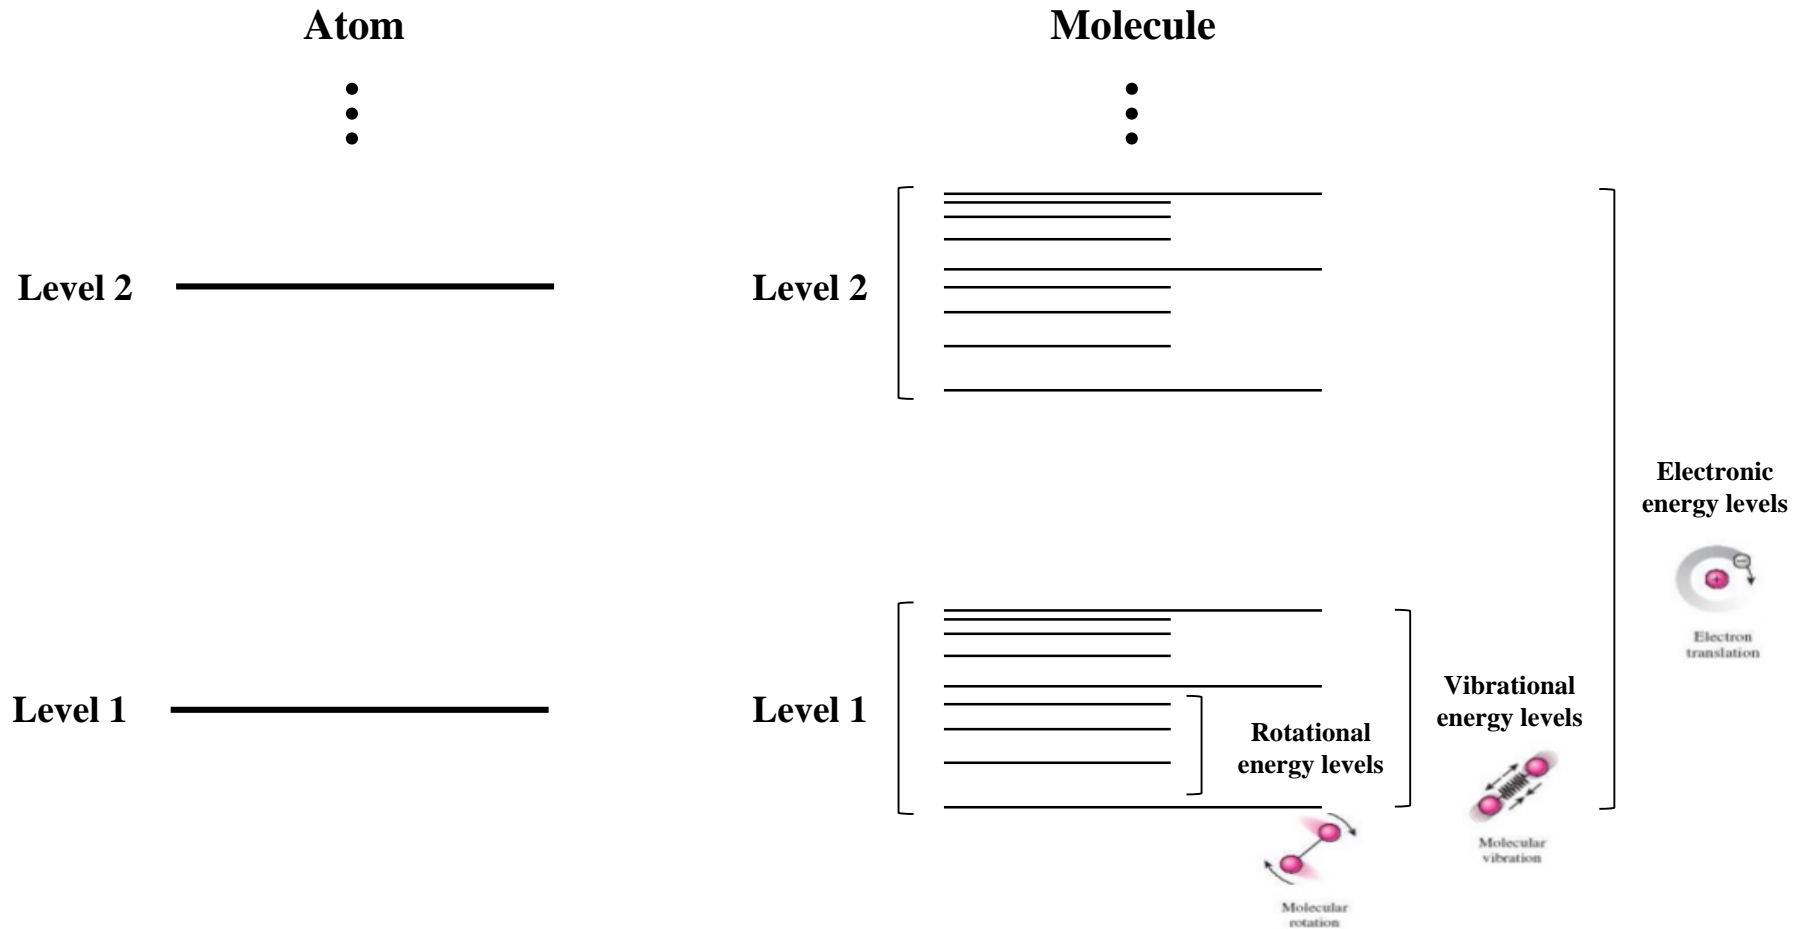 Atom
Molecule
Level 2
Level 2
Electronic
energy levels
−
+
Electron
translation
Level 1
Level 1
Vibrational
energy levels
Rotational
energy levels
Molecular
vibration
Molecular
rotation